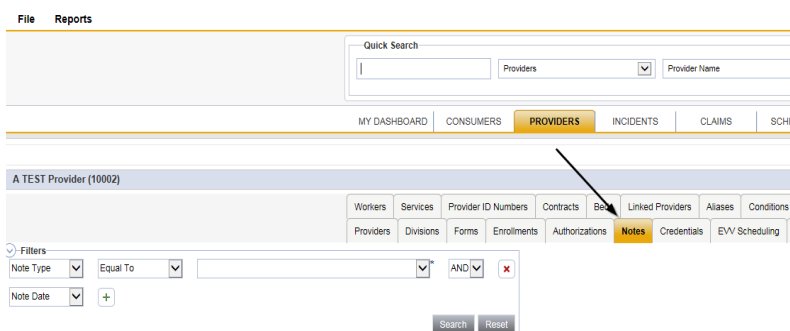 File Reports
Quick Search
Providers Provider Name
MY DASHBOARD CONSUMERS PROVIDERS INCIDENTS CLAIMS SCH
A TEST Provider (10002)
Workers Services Provider ID Numbers Contracts Linked Providers Aliases Conditions
Providers Divisions Forms Enrollments Authorizations Notes Credentials EVV Scheduling
Filters
Note Type Equal To * AND
Note Date
Search Reset